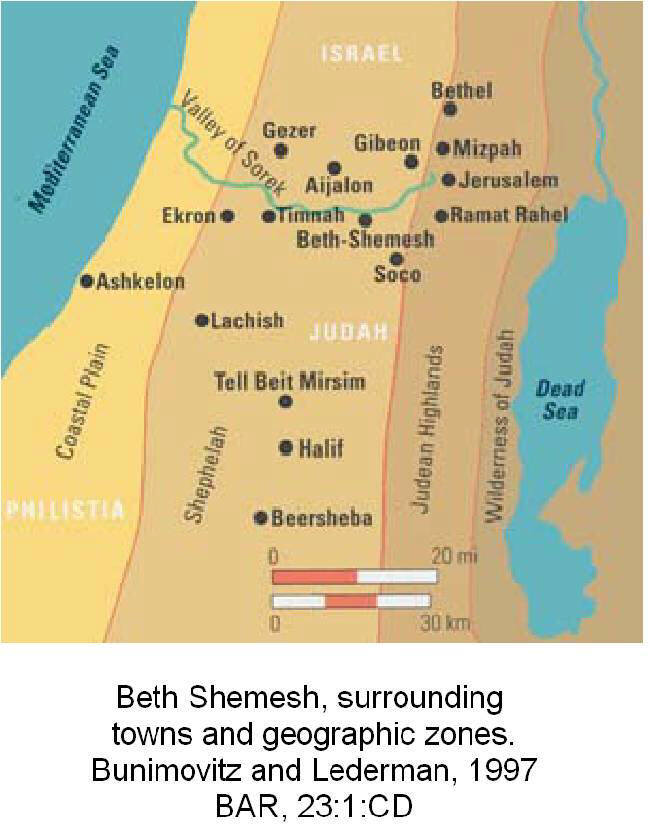 Mediterranean Sea
ISRAEL
Bethel
Valley of Sorek
Gezer
Gibeon
Mizpah
Aijalon
Jerusalem
Ekron
Timnah
Ramat Rahel
Beth-Shemesh
Soco
Ashkelon
Lachish
JUDAH
Coastal Plain
Tell Beit Mirsim
Judean Highlands
Wilderness of Judah
Dead
Sea
Shephelah
Halif
PHILISTIA
Beersheba
0
20 mi
0
30 km
Beth Shemesh, surrounding
towns and geographic zones.
Bunimovitz and Lederman, 1997
BAR, 23:1:CD